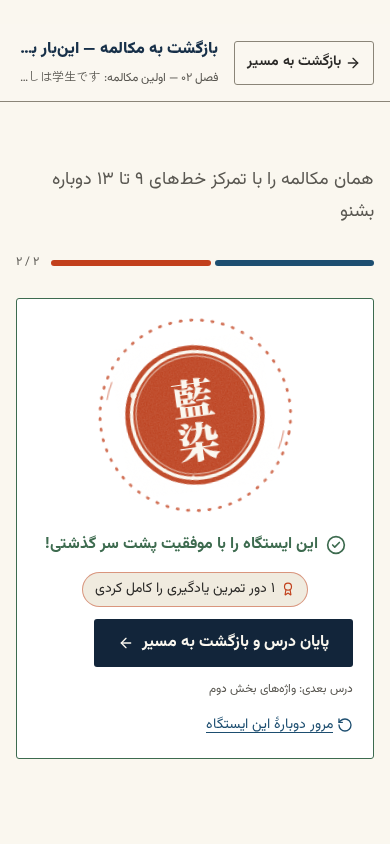 بازگشت به مسیر
بازگشت به مکالمه — این‌بار ب...
فصل ۰۲ — اولین مکالمه: しは学生です...
همان مکالمه را با تمرکز خط‌های ۹ تا ۱۳ دوباره
بشنو
۲ / ۲
藍染
این ایستگاه را با موفقیت پشت سر گذشتی!
۱ دور تمرین یادگیری را کامل کردی
پایان درس و بازگشت به مسیر
درس بعدی: واژه‌های بخش دوم
مرور دوبارهٔ این ایستگاه